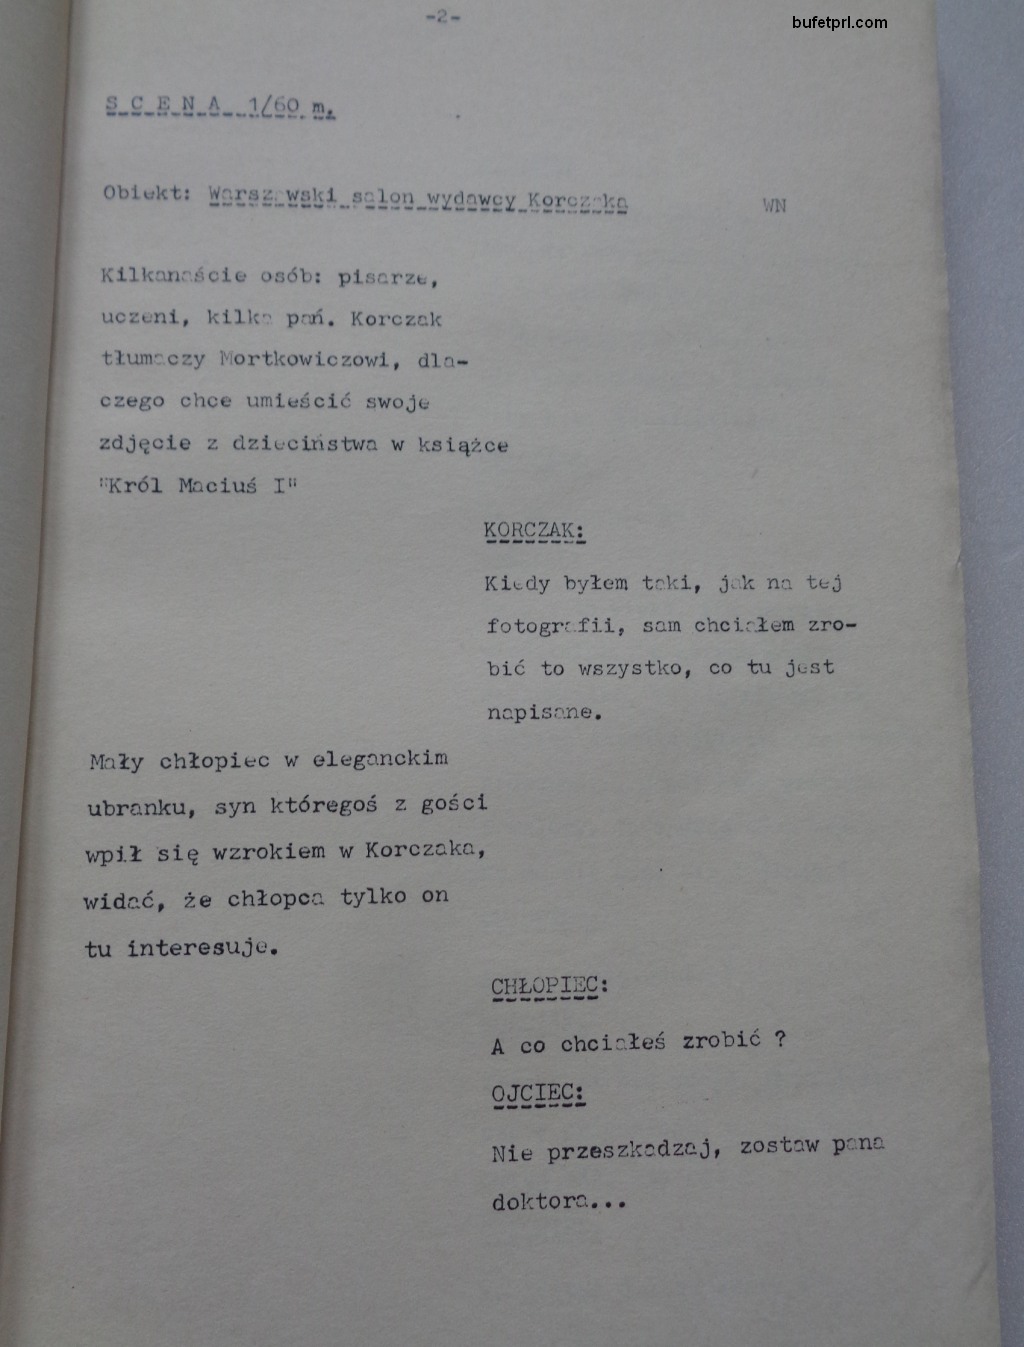 -2-
bufetprl.com
S C E N A 1/60 m.
Obiekt: Warszawski salon wydawcy Korczaka WN
Kilkanaście osób: pisarze,
uczeni, kilka pań. Korczak
tłumaczy Mortkowiczowi, dla-
czego chce umieścić swoje
zdjęcie z dzieciństwa w książce
"Król Maciuś I"
KORCZAK:
Kiedy byłem taki, jak na tej
fotografii, sam chciałem zro-
bić to wszystko, co tu jest
napisane.
Mały chłopiec w eleganckim
ubranku, syn któregoś z gości
wpił się wzrokiem w Korczaka,
widać, że chłopca tylko on
tu interesuje.
CHŁOPIEC:
A co chciałeś zrobić ?
OJCIEC:
Nie przeszkadzaj, zostaw pana
doktora...